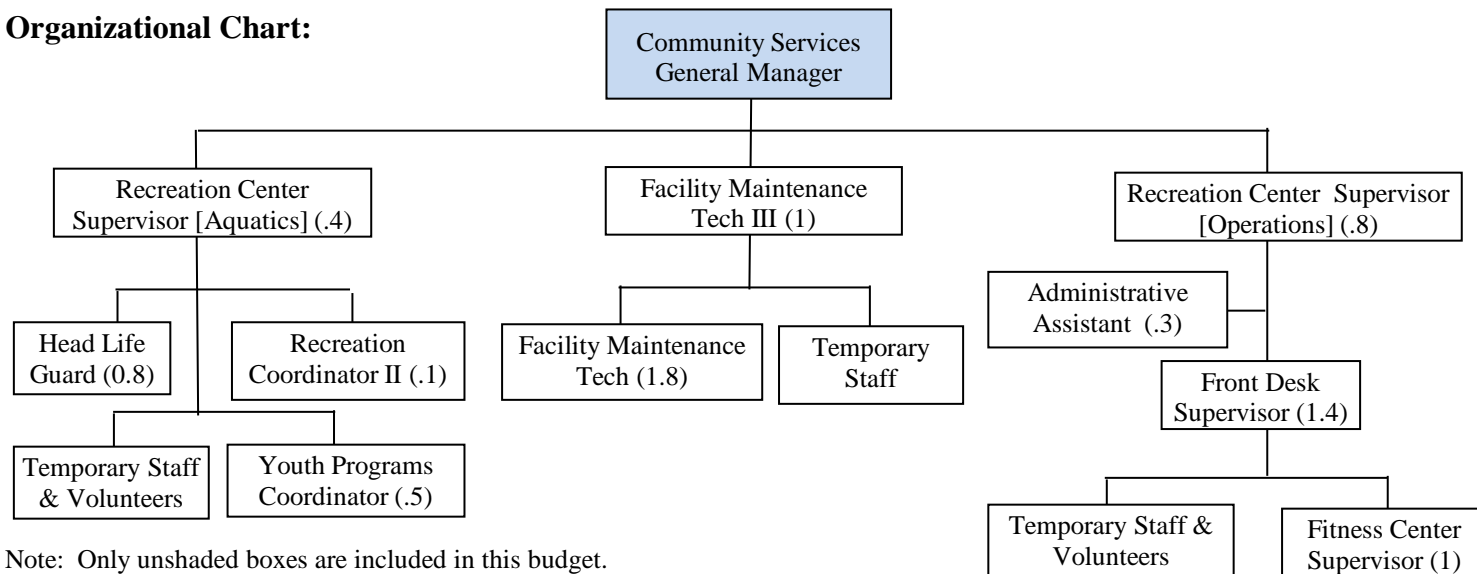 Organizational Chart:
Community Services
General Manager
Recreation Center
Supervisor [Aquatics] (.4)
Facility Maintenance
Tech III (1)
Recreation Center Supervisor
[Operations] (.8)
Administrative
Assistant (.3)
Head Life
Guard (0.8)
Recreation
Coordinator II (.1)
Facility Maintenance
Tech (1.8)
Temporary
Staff
Front Desk
Supervisor (1.4)
Temporary Staff
& Volunteers
Youth Programs
Coordinator (.5)
Temporary Staff &
Volunteers
Fitness Center
Supervisor (1)
Note: Only unshaded boxes are included in this budget.